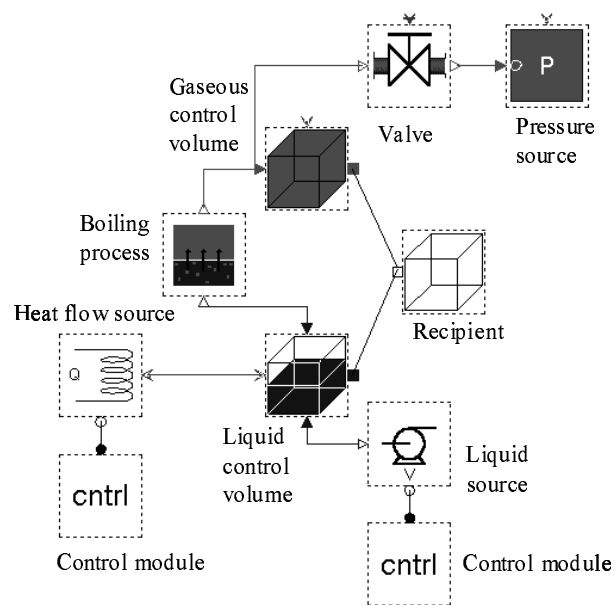 P
Gaseous
control
volume
Valve
Pressure
source
Boiling
process
Heat flow source
Recipient
Q
Liquid
control
volume
Liquid
source
cntrl
Control module
cntrl
Control module